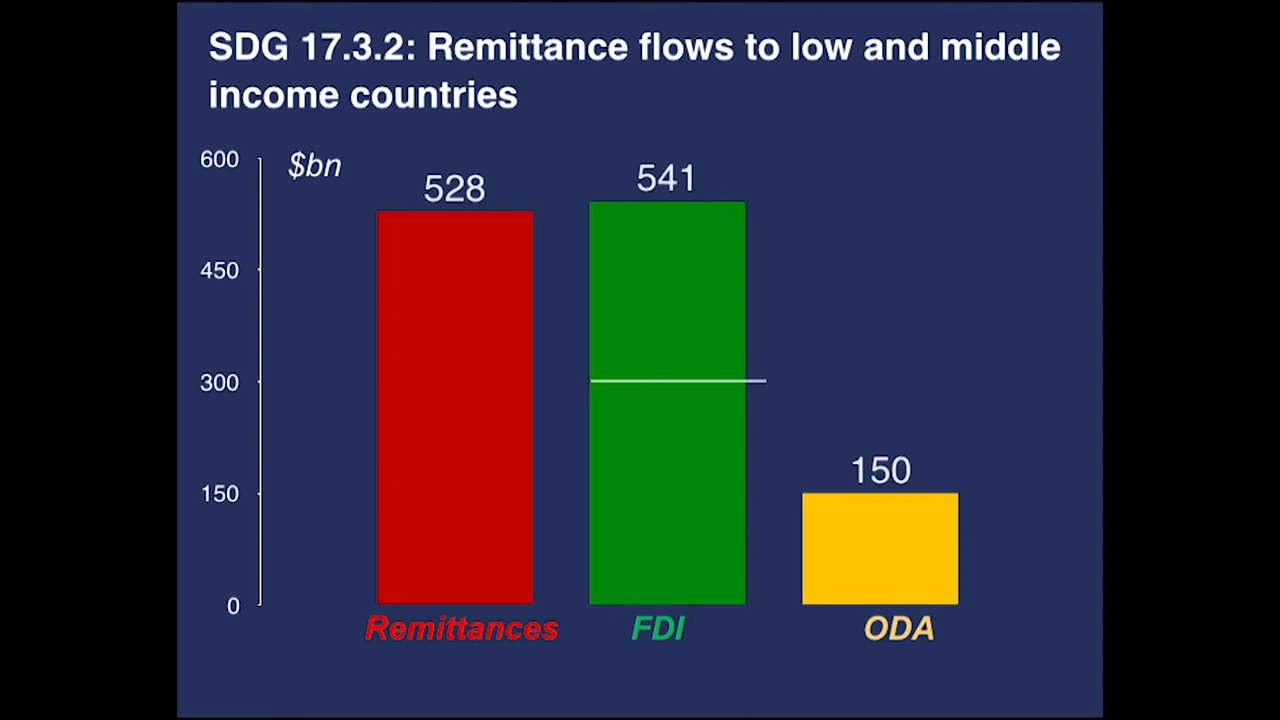 SDG 17.3.2: Remittance flows to low and middle
income countries
$bn
600
450
300
150
0
528
541
150
Remittances
FDI
ODA